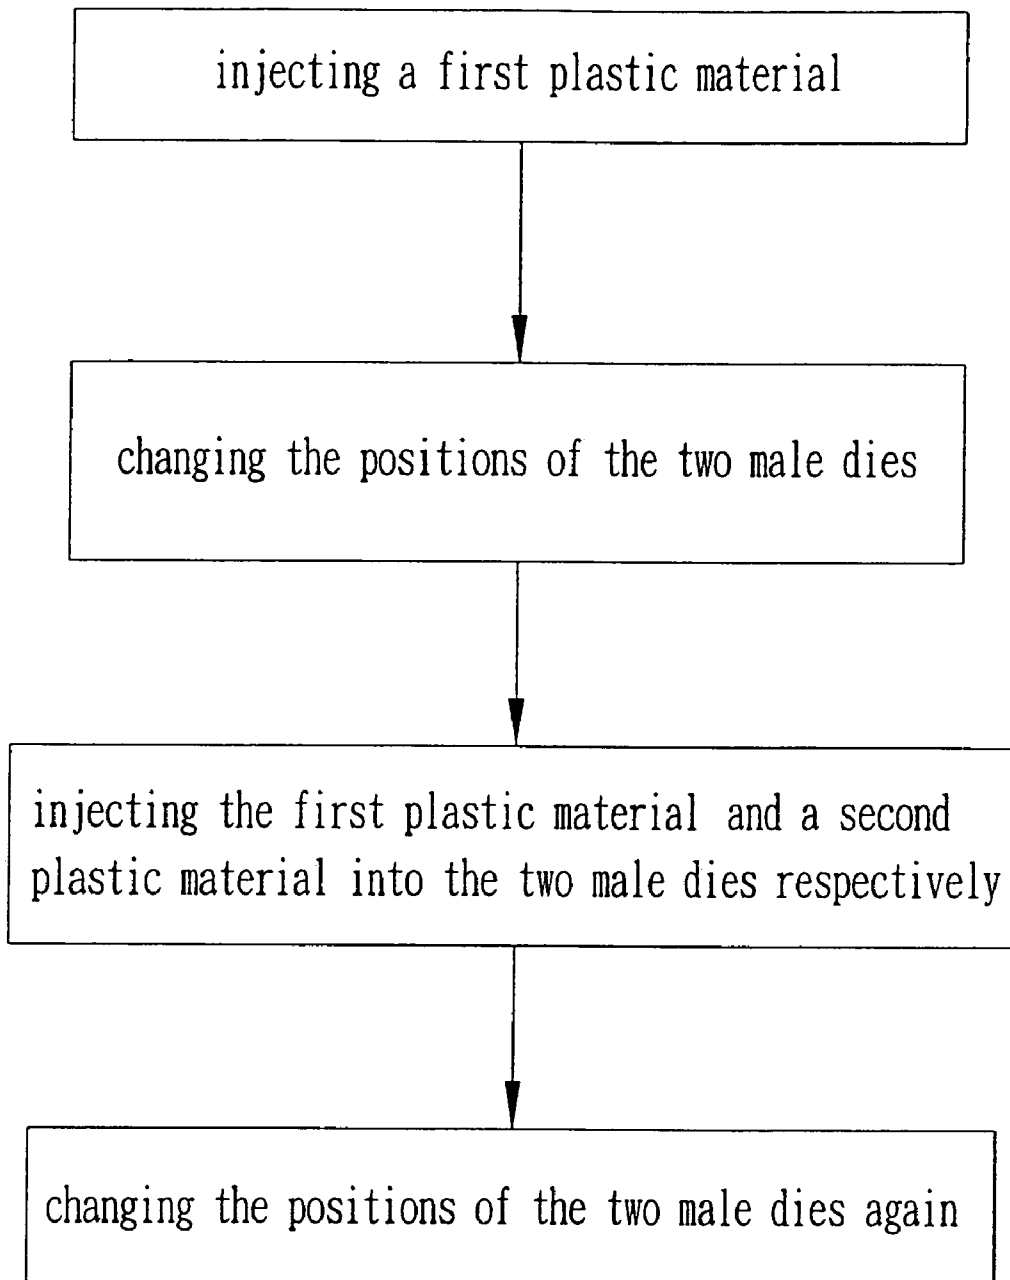 injecting a first plastic material
changing the positions of the two male dies
injecting the first plastic material and a second
plastic material into the two male dies respectively
changing the positions of the two male dies again